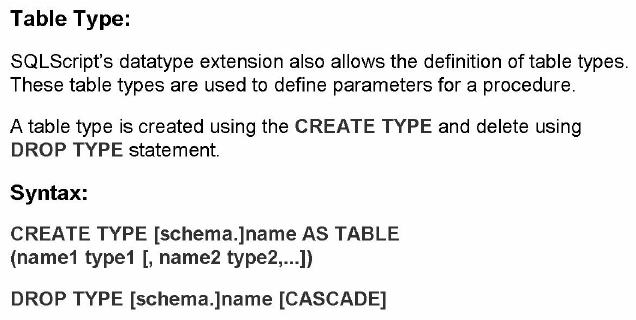 Table Type:
SQLScript's datatype extension also allows the definition of table types.
These table types are used to define parameters for a procedure.
A table type is created using the CREATE TYPE and delete using
DROP TYPE statement.
Syntax:
CREATE TYPE [schema.]name AS TABLE
(name1 type1 [, name2 type2,...])
DROP TYPE [schema.]name [CASCADE]